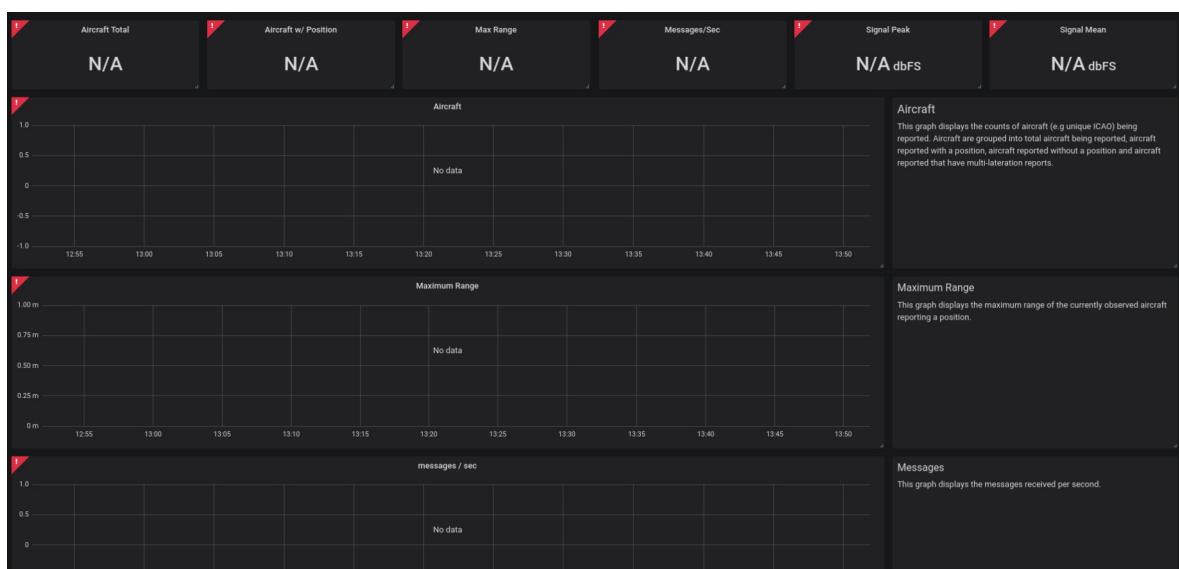 ! Aircraft Total
N/A
! Aircraft w/ Position
N/A
! Max Range
N/A
! Messages/Sec
N/A
! Signal Peak
N/A dbFS
! Signal Mean
N/A dbFS
! Aircraft
1.0
0.5
0
-0.5
-1.0
No data
12:55 13:00 13:05 13:10 13:15 13:20 13:25 13:30 13:35 13:40 13:45 13:50
Aircraft
This graph displays the counts of aircraft (e.g unique ICAO) being
reported. Aircraft are grouped into total aircraft being reported, aircraft
reported with a position, aircraft reported without a position and aircraft
reported that have multi-lateration reports.
! Maximum Range
1.00 m
0.75 m
0.50 m
0.25 m
0 m
No data
12:55 13:00 13:05 13:10 13:15 13:20 13:25 13:30 13:35 13:40 13:45 13:50
Maximum Range
This graph displays the maximum range of the currently observed aircraft
reporting a position.
! messages / sec
1.0
0.5
0
No data
Messages
This graph displays the messages received per second.